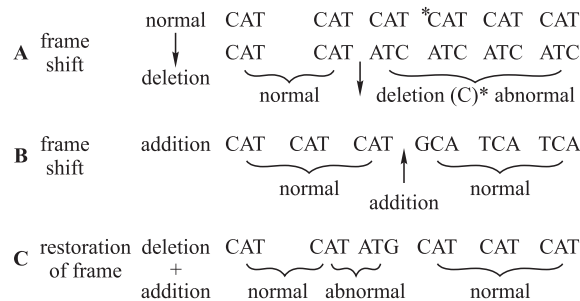 normal CAT CAT CAT *CAT CAT CAT
A frame shift CAT CAT ATC ATC ATC ATC
deletion
normal deletion (C)* abnormal
B frame shift addition CAT CAT CAT GCA TCA TCA
normal normal
addition
C restoration of frame deletion + addition CAT CAT ATG CAT CAT CAT
normal abnormal normal